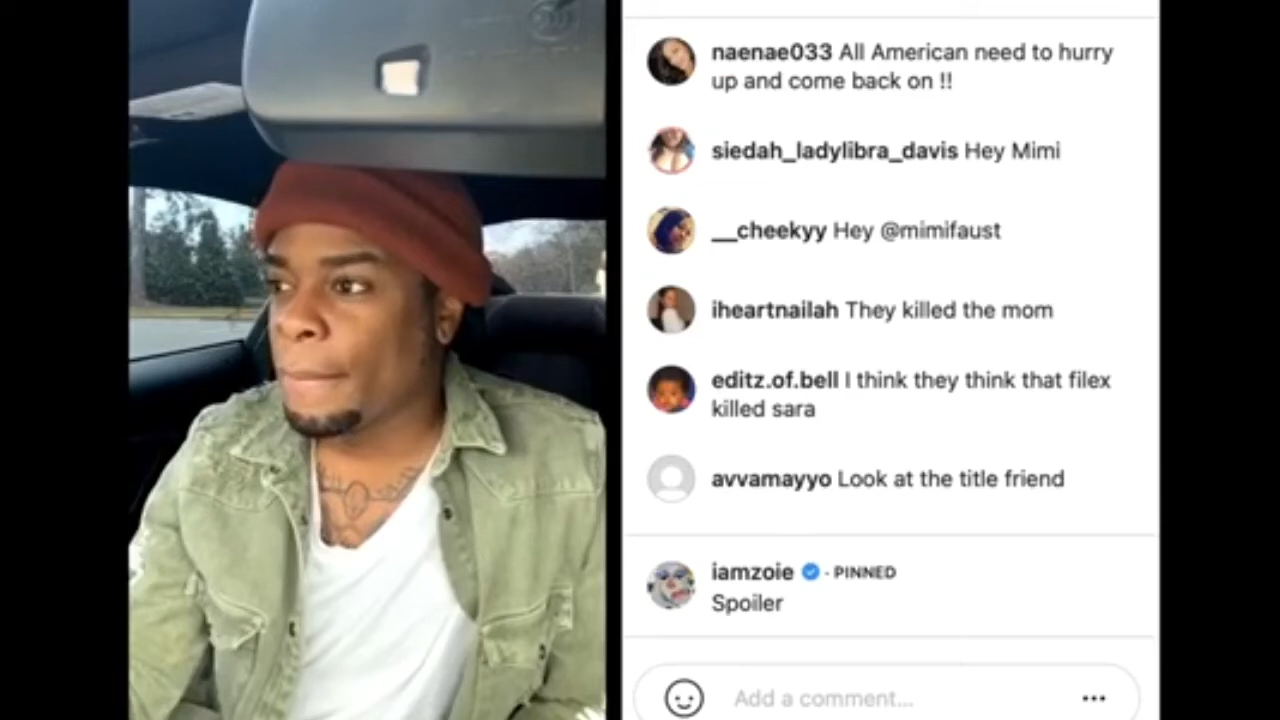 naenae033 All American need to hurry
up and come back on !!
siedah_ladylibra_davis Hey Mimi
__cheekyy Hey @mimifaust
iheartnailah They killed the mom
editz.of.bell I think they think that filex
killed sara
avvamayyo Look at the title friend
iamzoie · PINNED
Spoiler
Add a comment...